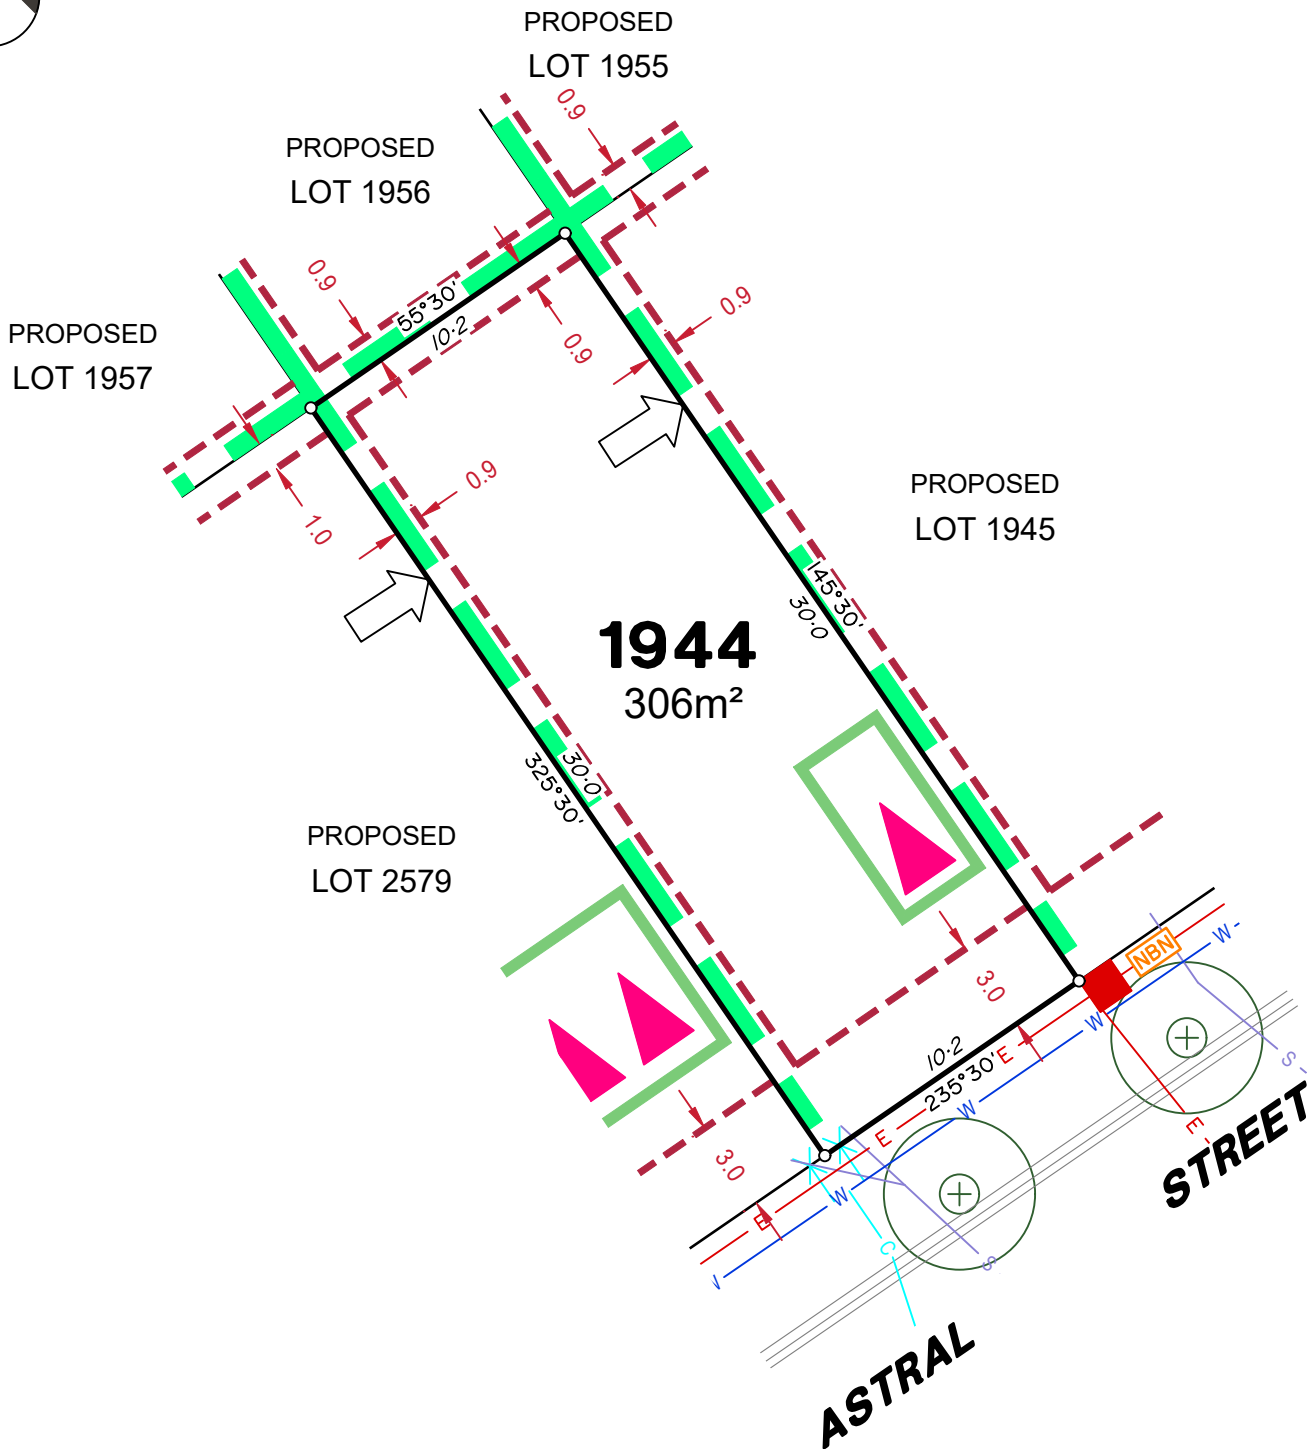 PROPOSED
LOT 1955
0.9
PROPOSED
LOT 1956
0.9
55°30'
10·2
0.9
0.9
PROPOSED
LOT 1957
1.0
0.9
PROPOSED
LOT 1945
145°30'
30·0
1944
306m²
30·0
325°30'
PROPOSED
LOT 2579
3.0
3.0
10·2
235°30'
NBN
W
W
W
W
E
E
E
E
S
S
C
ASTRAL
STREET